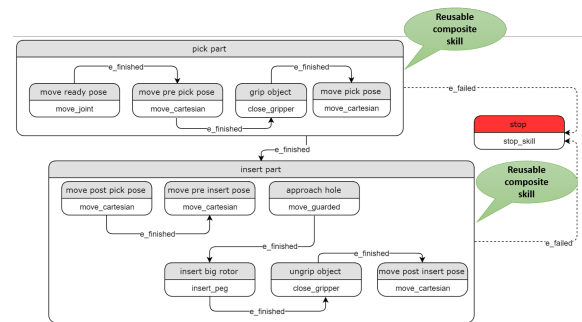 Reusable
composite
skill
pick part
e_finished
e_finished
move ready pose
move pre pick pose
grip object
move pick pose
move_joint
move_cartesian
close_gripper
move_cartesian
e_finished
e_failed
stop
stop_skill
e_finished
insert part
Reusable
composite
skill
move post pick pose
move pre insert pose
approach hole
move_cartesian
move_cartesian
move_guarded
e_finished
e_finished
e_failed
e_finished
insert big rotor
ungrip object
move post insert pose
insert_peg
close_gripper
move_cartesian
e_finished